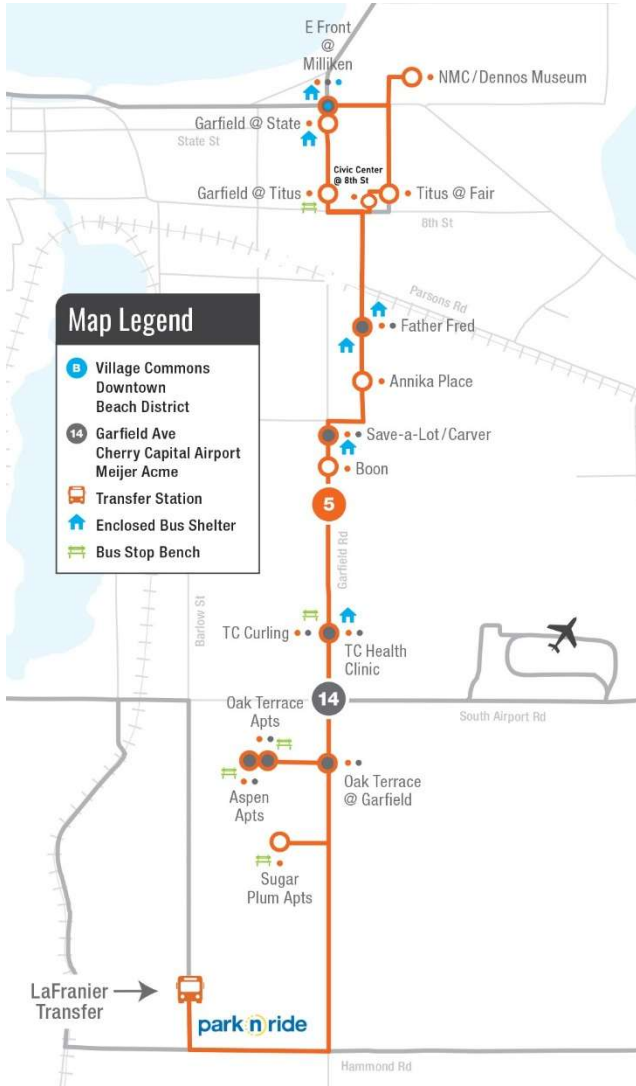 E Front
@
Milliken
NMC/Dennos Museum
Garfield @ State
State St
Civic Center
@ 8th St
Garfield @ Titus
Titus @ Fair
8th St
Parsons Rd
Father Fred
Map Legend
B Village Commons
Downtown
Beach District
14 Garfield Ave
Cherry Capital Airport
Meijer Acme
Transfer Station
Enclosed Bus Shelter
Bus Stop Bench
Annika Place
Save-a-Lot/Carver
Boon
5
Garfield Rd
Barlow St
TC Curling
TC Health
Clinic
14
South Airport Rd
Oak Terrace
Apts
Aspen
Apts
Oak Terrace
@ Garfield
Sugar
Plum Apts
LaFranier
Transfer
park n ride
Hammond Rd